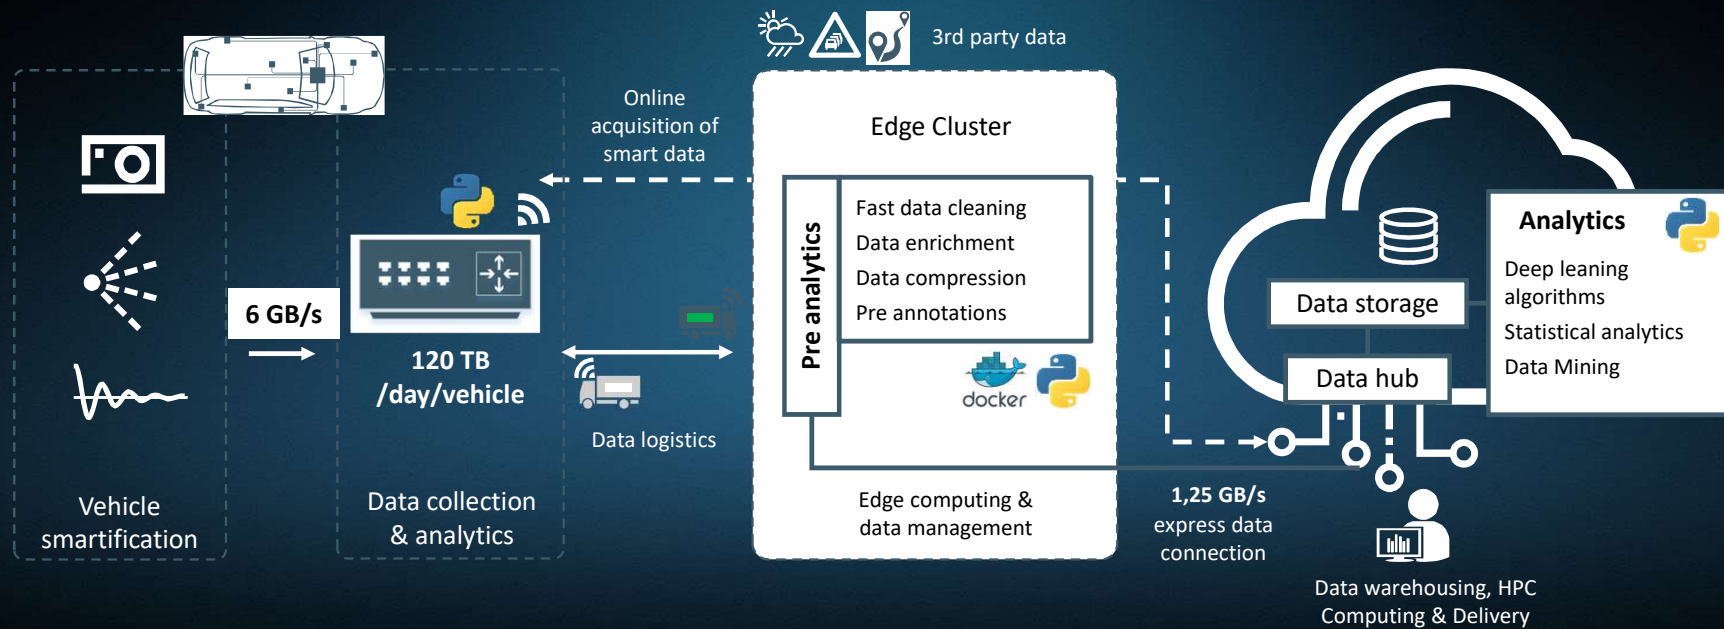 3rd party data
Online
acquisition of
smart data
6 GB/s
120 TB
/day/vehicle
Data logistics
Vehicle
smartification
Data collection
& analytics
Edge Cluster
Pre analytics
Fast data cleaning
Data enrichment
Data compression
Pre annotations
docker
Edge computing &
data management
1,25 GB/s
express data
connection
Data storage
Data hub
Analytics
Deep leaning
algorithms
Statistical analytics
Data Mining
Data warehousing, HPC
Computing & Delivery